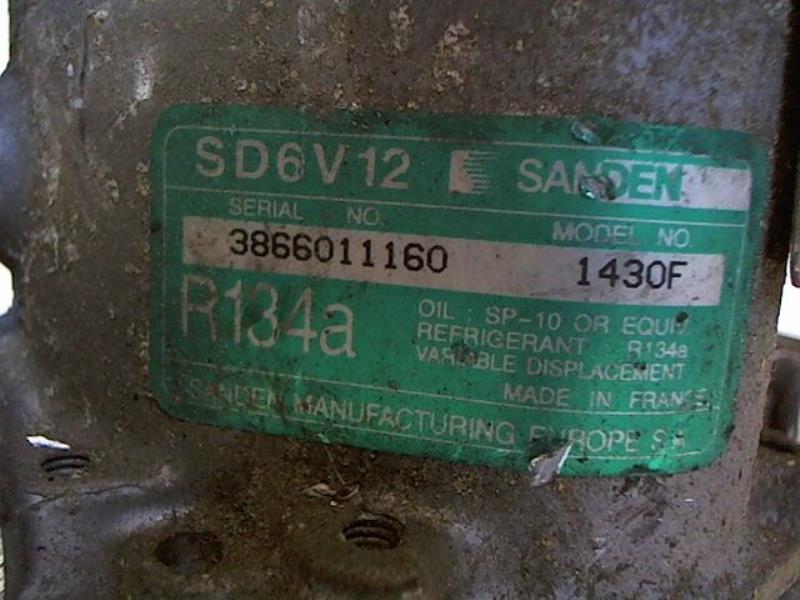 SD6V12 SANDEN
SERIAL NO. MODEL NO.
3866011160 1430F
R134a
OIL : SP-10 OR EQUIV.
REFRIGERANT R134a
VARIABLE DISPLACEMENT
MADE IN FRANCE
SANDEN MANUFACTURING EUROPE S.A.